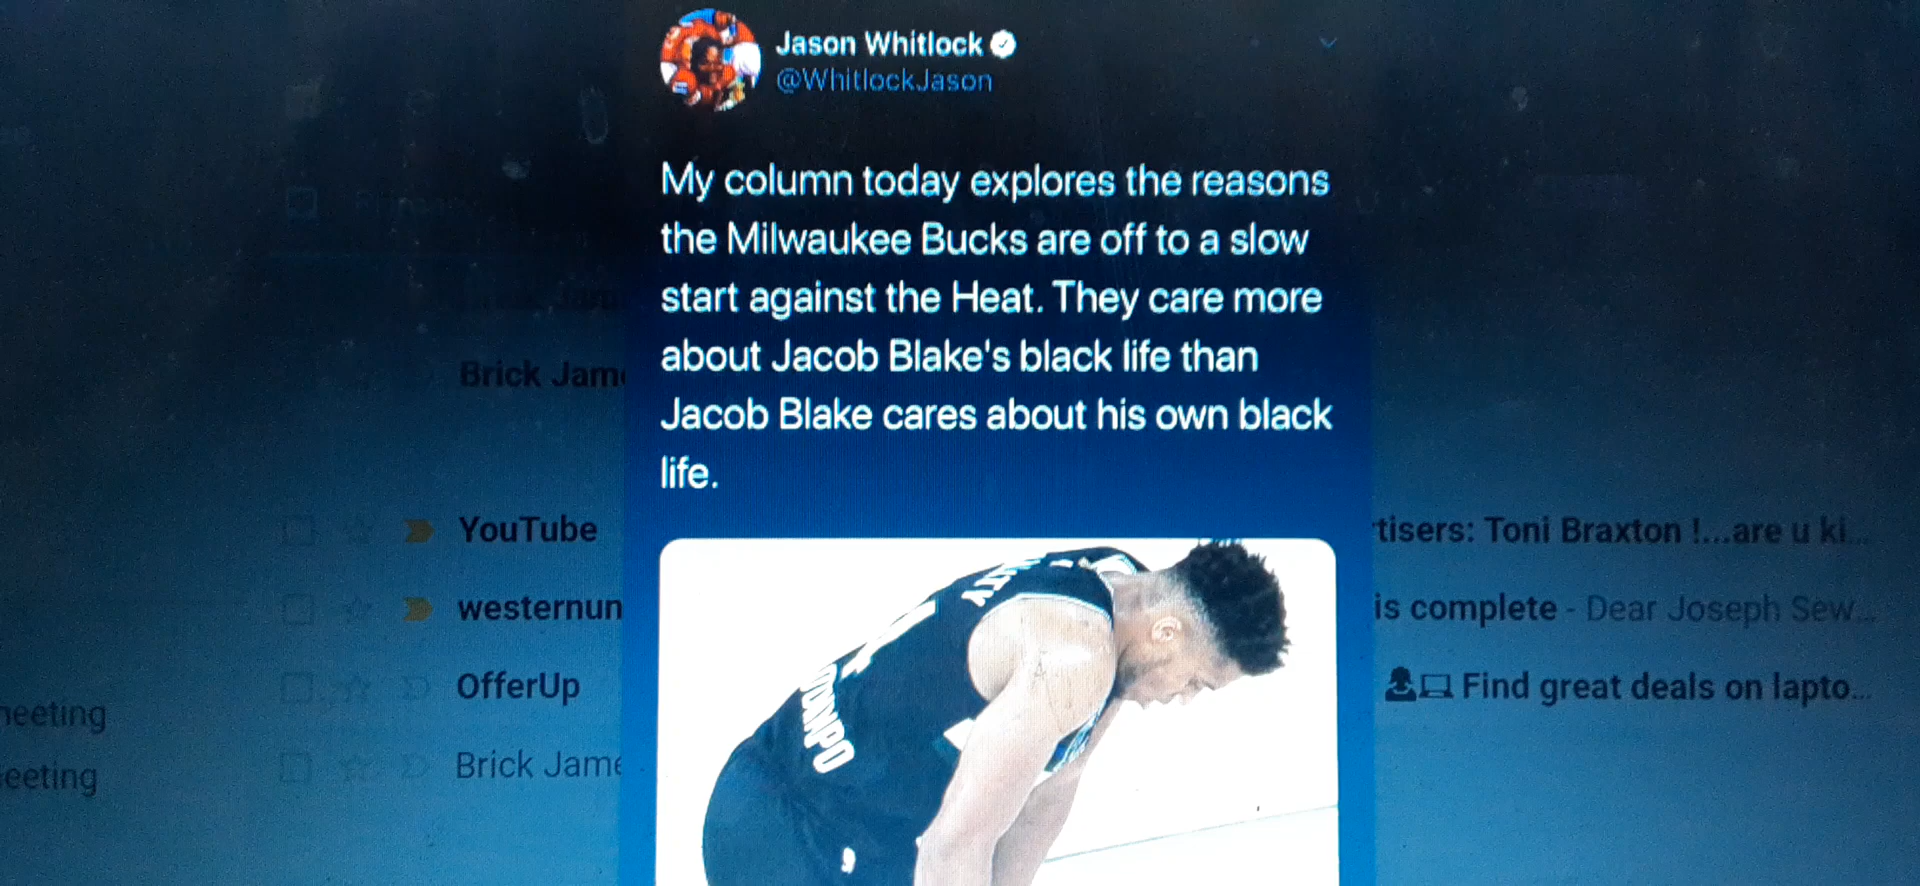 Jason Whitlock
@WhitlockJason
My column today explores the reasons
the Milwaukee Bucks are off to a slow
start against the Heat. They care more
about Jacob Blake's black life than
Jacob Blake cares about his own black
life.
Brick Jame
YouTube
tisers: Toni Braxton !...are u ki...
westernun
is complete - Dear Joseph Sew...
OfferUp
Find great deals on lapto...
neeting
Brick Jame
eeting